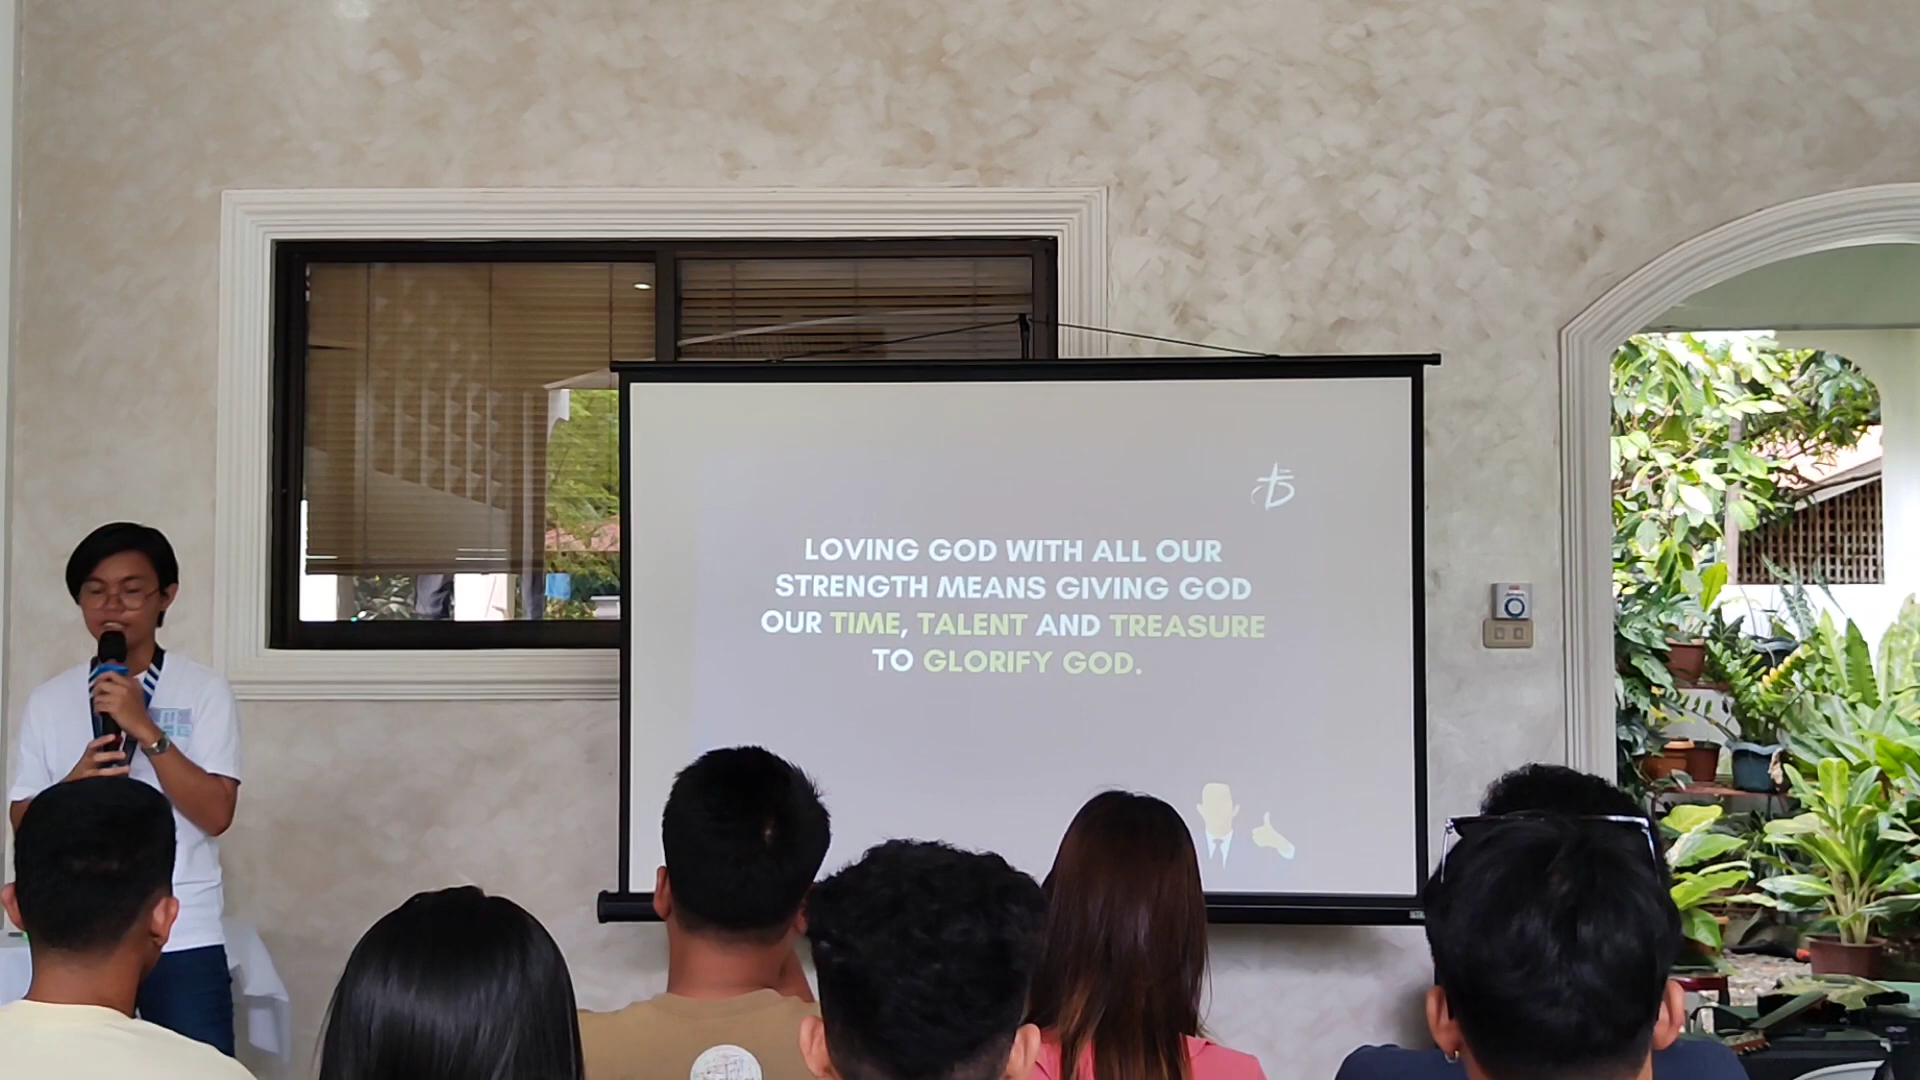 LOVING GOD WITH ALL OUR
STRENGTH MEANS GIVING GOD
OUR TIME, TALENT AND TREASURE
TO GLORIFY GOD.